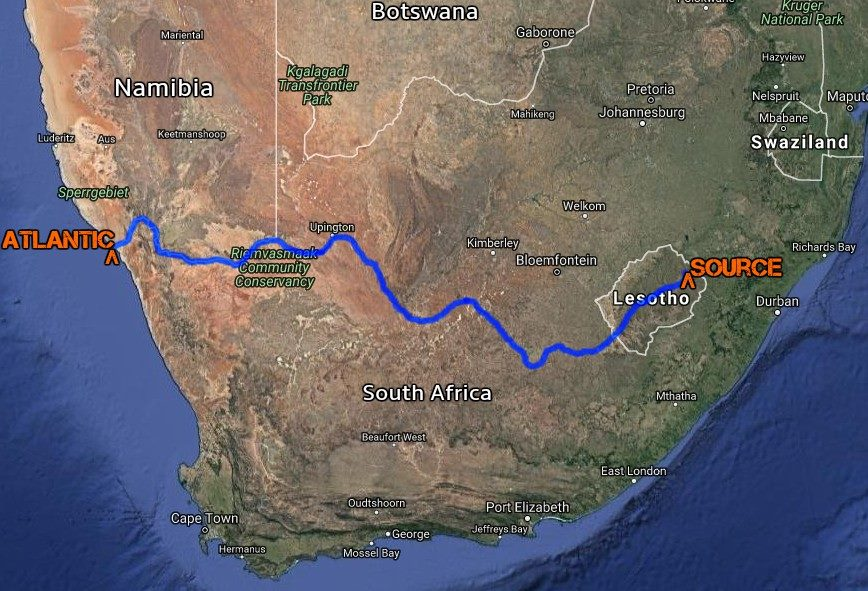 Botswana
Polokwane
Kruger
National Park
Mariental
Gaborone
Hazyview
Kgalagadi
Transfrontier
Park
Namibia
Pretoria
Nelspruit
Johannesburg
Maputo
Mahikeng
Mbabane
Luderitz
Aus
Keetmanshoop
Swaziland
Sperrgebiet
Welkom
Upington
ATLANTIC
Kimberley
Richards Bay
Riemvasmaak
Community
Conservancy
Bloemfontein
SOURCE
Lesotho
Durban
South Africa
Mthatha
Beaufort West
East London
Oudtshoorn
Port Elizabeth
Cape Town
Jeffreys Bay
George
Hermanus
Mossel Bay